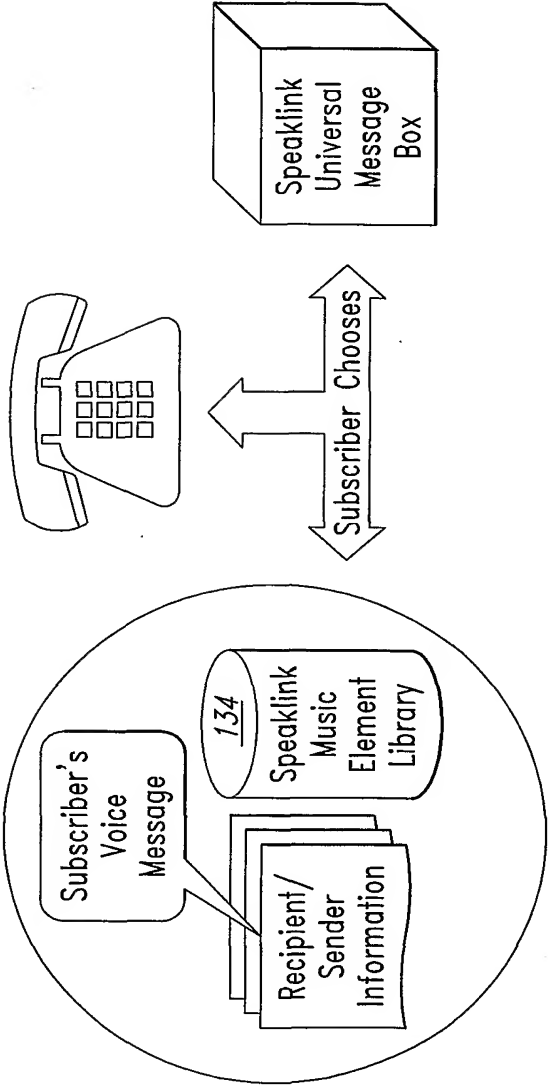 Subscriber's
Voice
Message
Recipient/
Sender
Information
134
Speaklink
Music
Element
Library
Subscriber Chooses
Speaklink
Universal
Message
Box